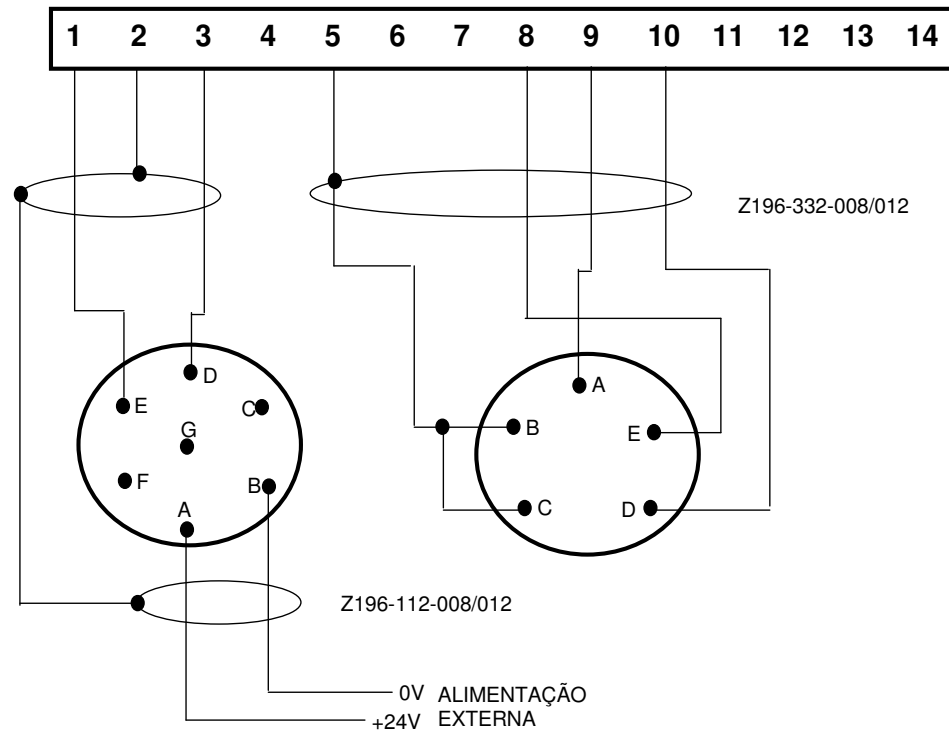 1 2 3 4 5 6 7 8 9 10 11 12 13 14
Z196-332-008/012
D
E
C
G
F
B
A
A
B
E
C
D
Z196-112-008/012
0V ALIMENTAÇÃO
+24V EXTERNA